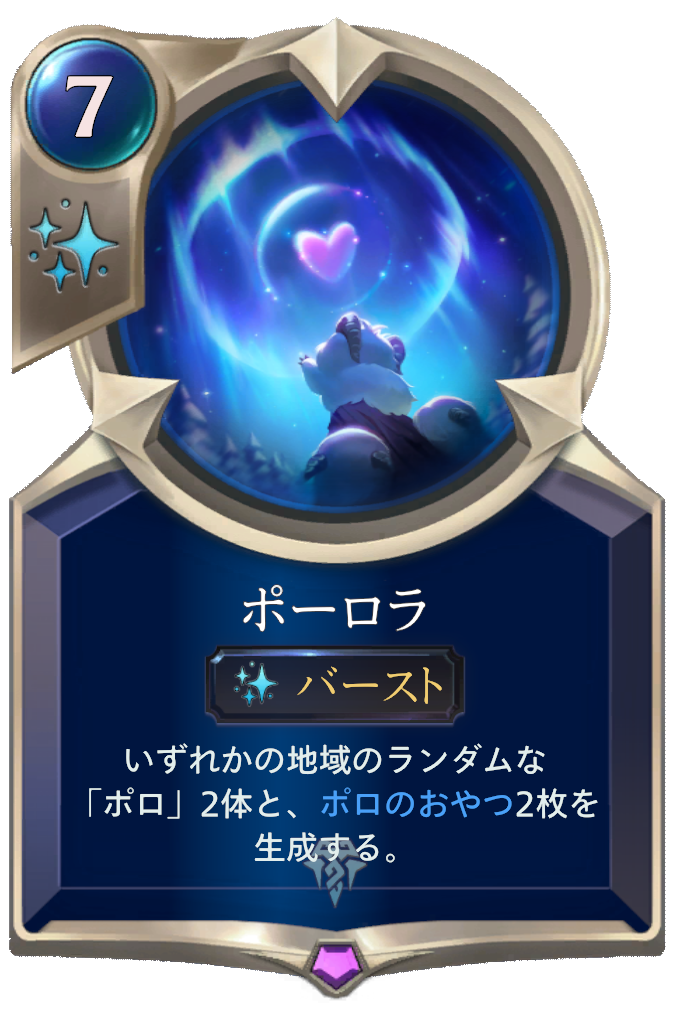 7
ポーロラ
バースト
いずれかの地域のランダムな
「ポロ」2体と、ポロのおやつ2枚を
生成する。